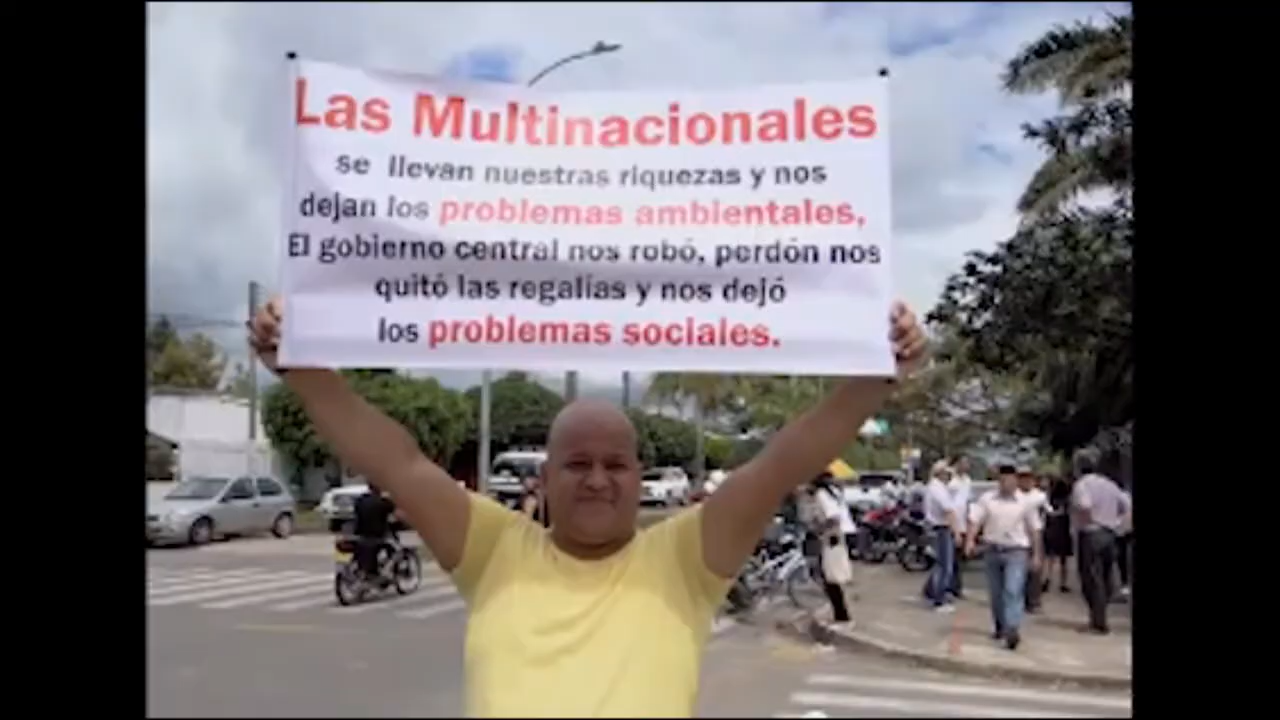 Las Multinacionales
se llevan nuestras riquezas y nos
dejan los problemas ambientales,
El gobierno central nos robó, perdón nos
quitó las regalías y nos dejó
los problemas sociales.